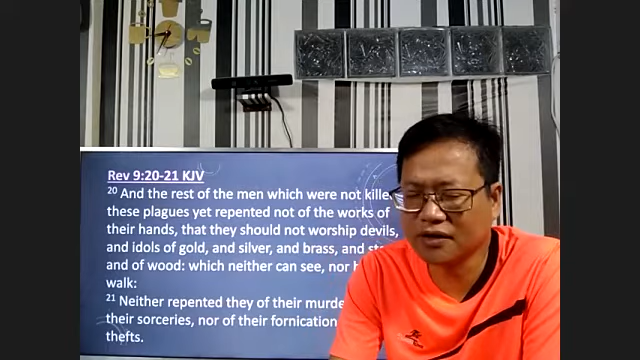 Rev 9:20-21 KJV
20 And the rest of the men which were not kille
these plagues yet repented not of the works of
their hands, that they should not worship devils,
and idols of gold, and silver, and brass, and st
and of wood: which neither can see, nor h
walk:
21 Neither repented they of their murde
their sorceries, nor of their fornication
thefts.